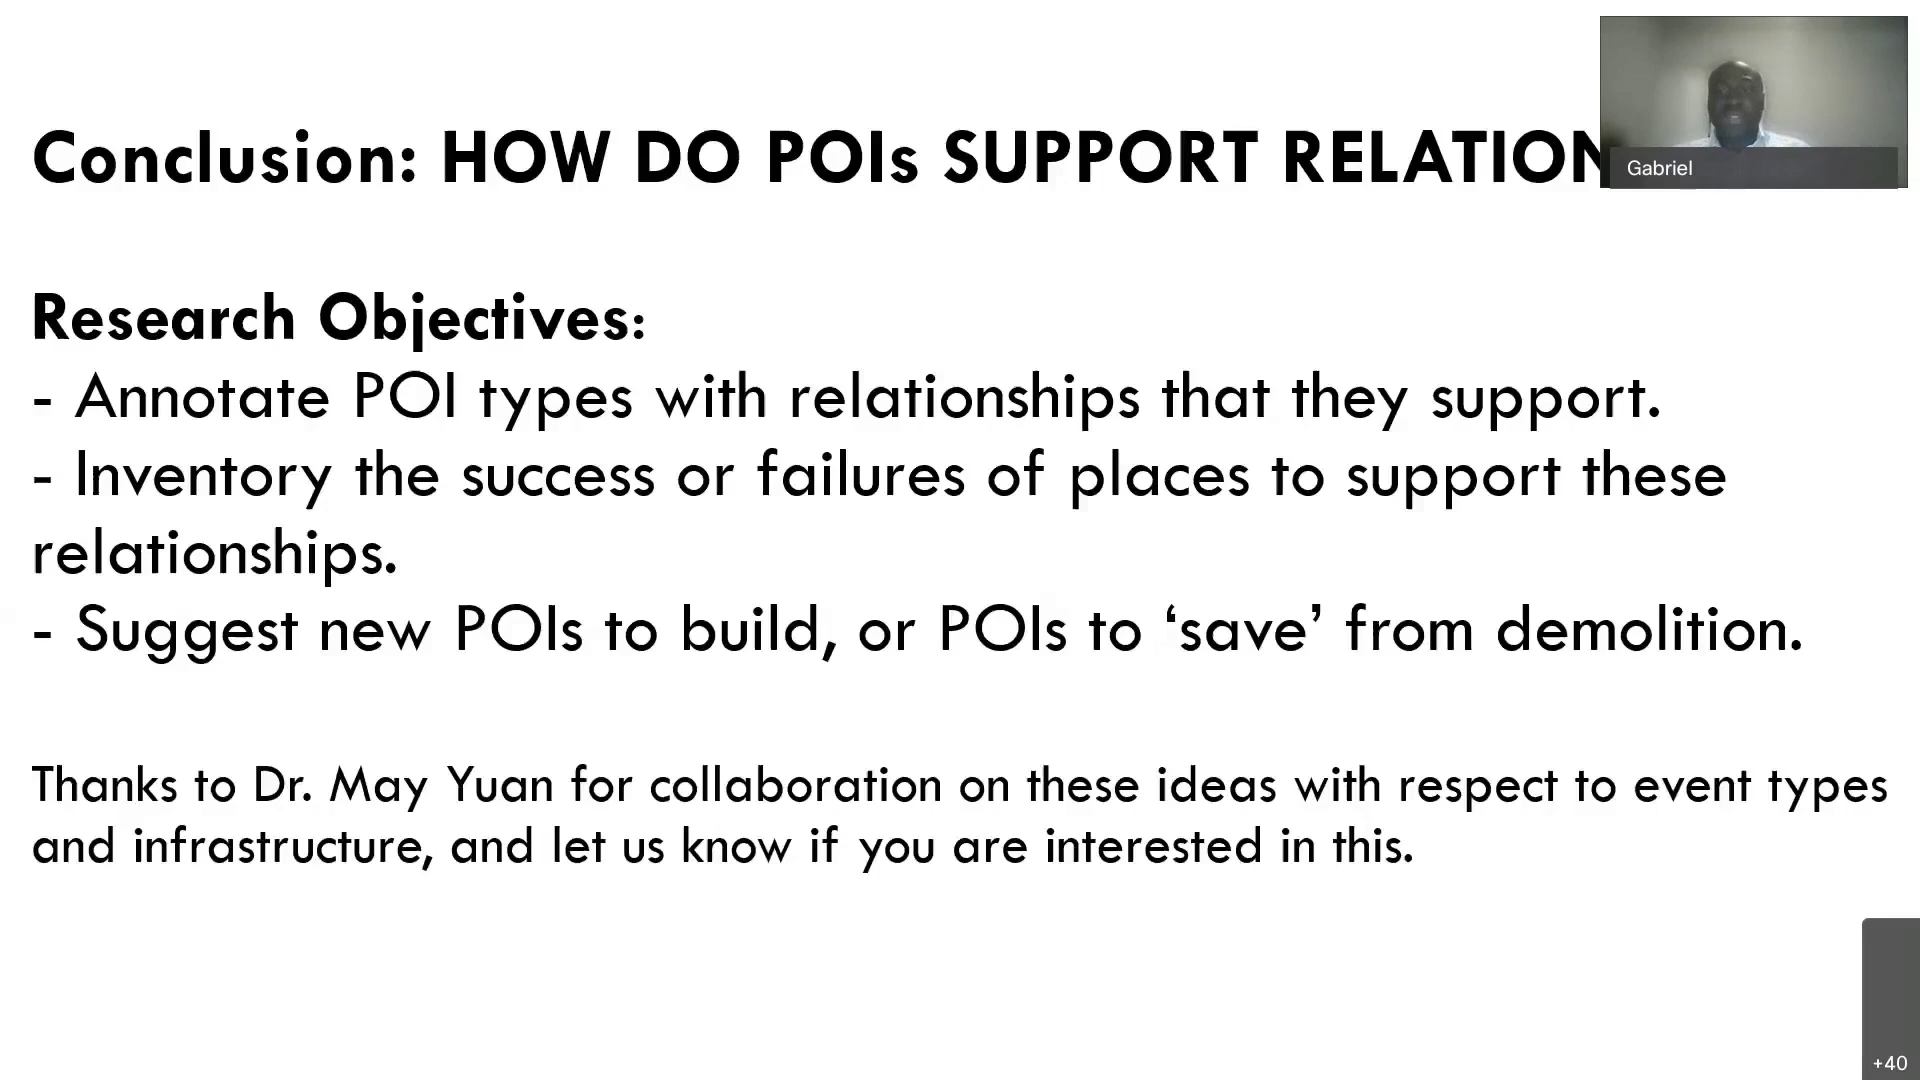 Conclusion: HOW DO POIs SUPPORT RELATION
Gabriel
Research Objectives:
- Annotate POI types with relationships that they support.
- Inventory the success or failures of places to support these
relationships.
- Suggest new POIs to build, or POIs to ‘save’ from demolition.
Thanks to Dr. May Yuan for collaboration on these ideas with respect to event types
and infrastructure, and let us know if you are interested in this.
+40